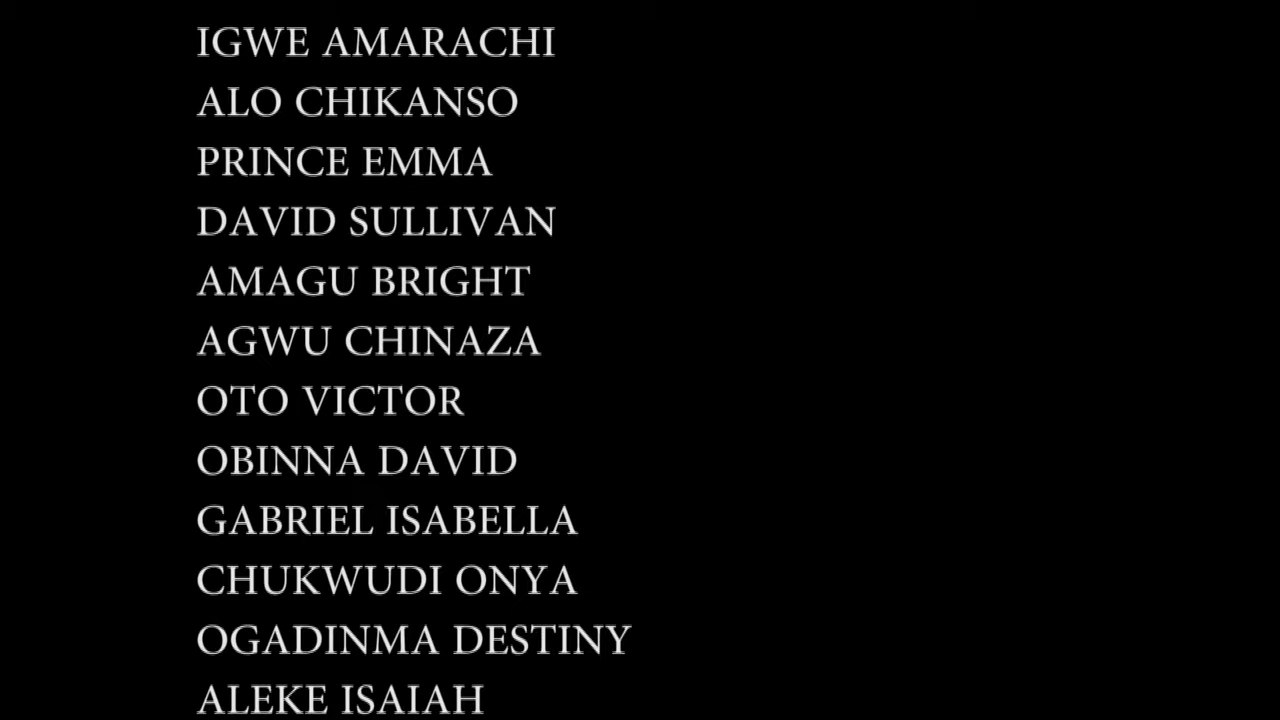 IGWE AMARACHI
ALO CHIKANSO
PRINCE EMMA
DAVID SULLIVAN
AMAGU BRIGHT
AGWU CHINAZA
OTO VICTOR
OBINNA DAVID
GABRIEL ISABELLA
CHUKWUDI ONYA
OGADINMA DESTINY
ALEKE ISAIAH